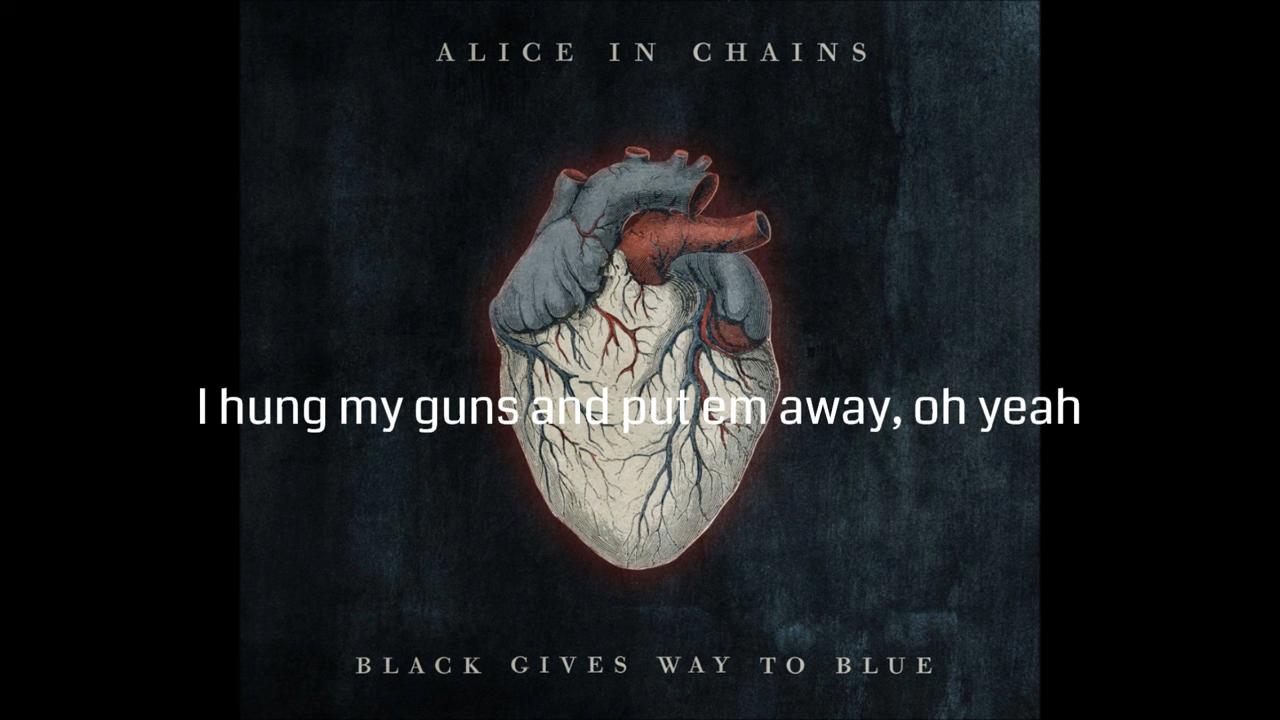 ALICE IN CHAINS
I hung my guns and put em away, oh yeah
BLACK GIVES WAY TO BLUE